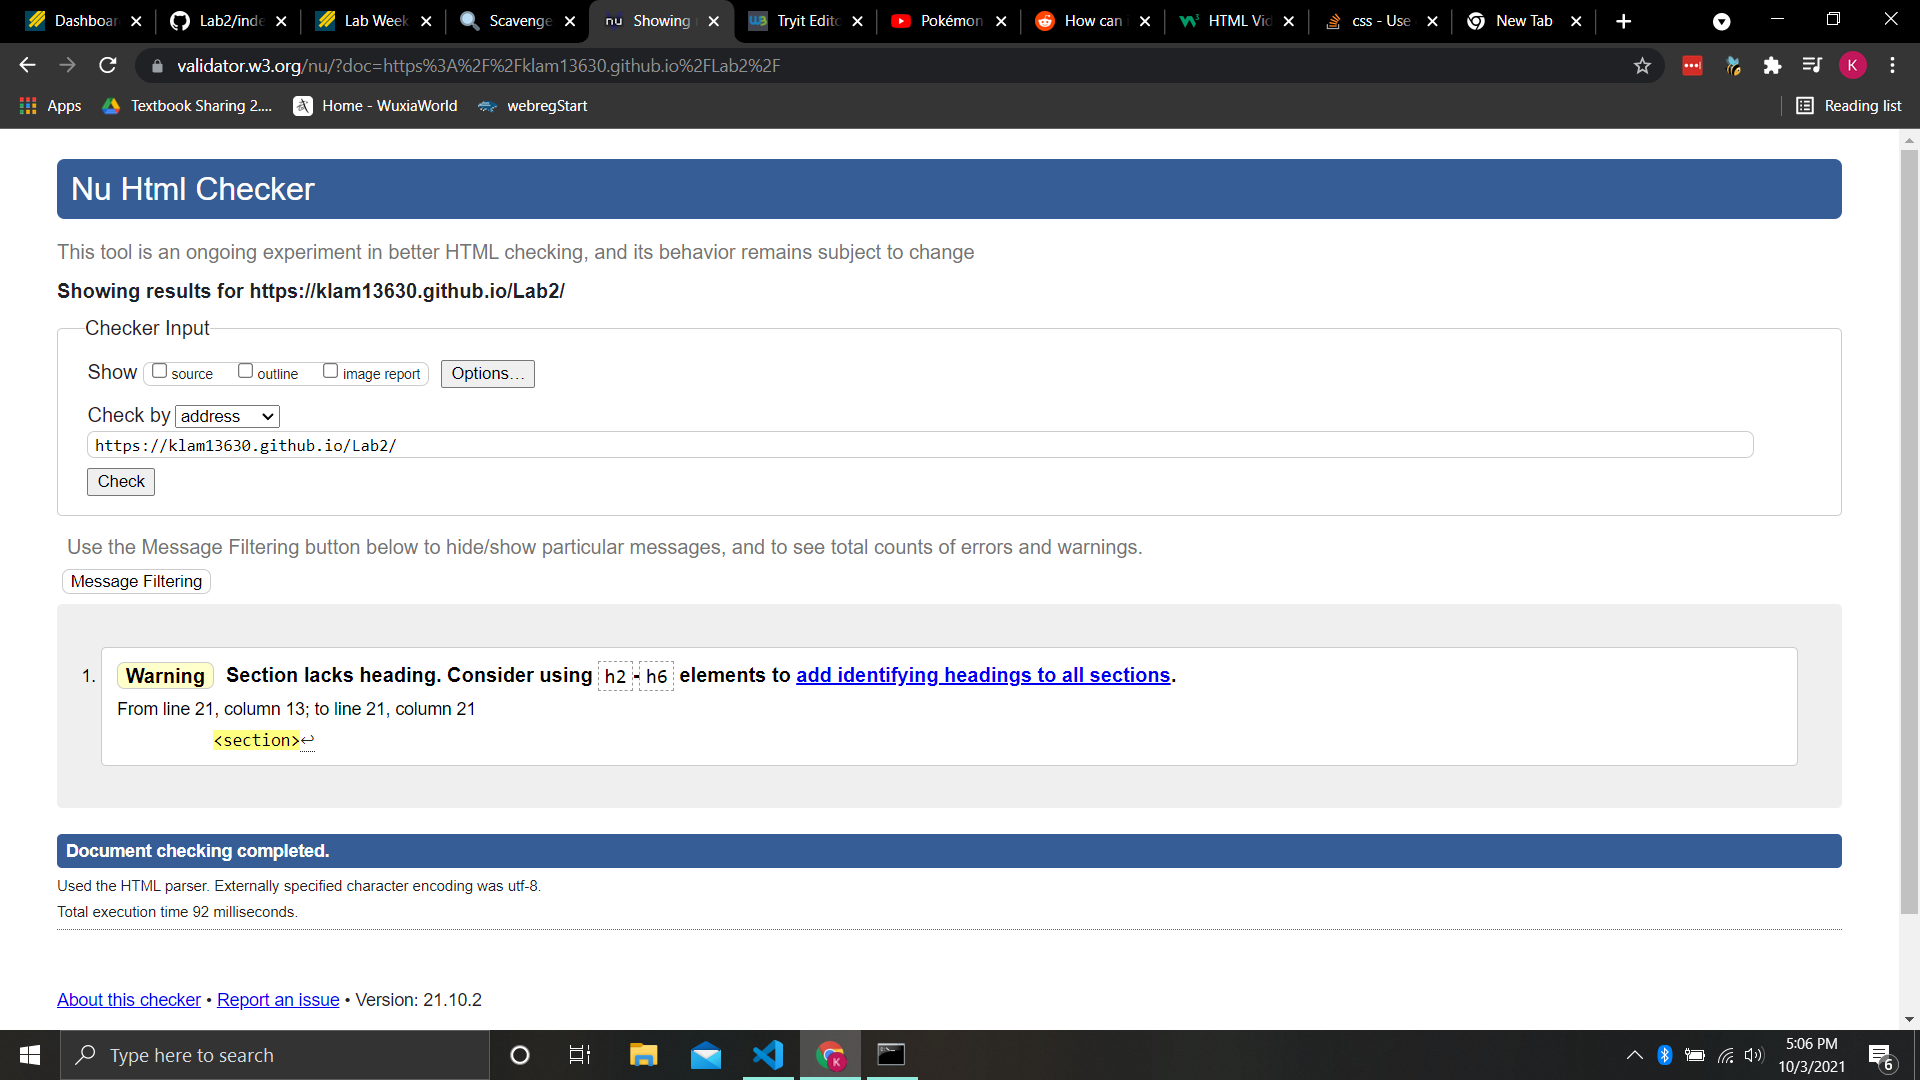 Dashboar
Lab2/inde
Lab Week
Scavenge
nu Showing
Tryit Edito
Pokémon
How can
HTML Vid
css - Use
New Tab
validator.w3.org/nu/?doc=https%3A%2F%2Fklam13630.github.io%2FLab2%2F
K
Apps
Textbook Sharing 2....
Home - WuxiaWorld
webregStart
Reading list
Nu Html Checker
This tool is an ongoing experiment in better HTML checking, and its behavior remains subject to change
Showing results for https://klam13630.github.io/Lab2/
Checker Input
Show source outline image report Options...
Check by address
https://klam13630.github.io/Lab2/
Check
Use the Message Filtering button below to hide/show particular messages, and to see total counts of errors and warnings.
Message Filtering
1. Warning Section lacks heading. Consider using h2-h6 elements to add identifying headings to all sections.
From line 21, column 13; to line 21, column 21
<section>↩
Document checking completed.
Used the HTML parser. Externally specified character encoding was utf-8.
Total execution time 92 milliseconds.
About this checker • Report an issue • Version: 21.10.2
Type here to search
K
5:06 PM
10/3/2021
6